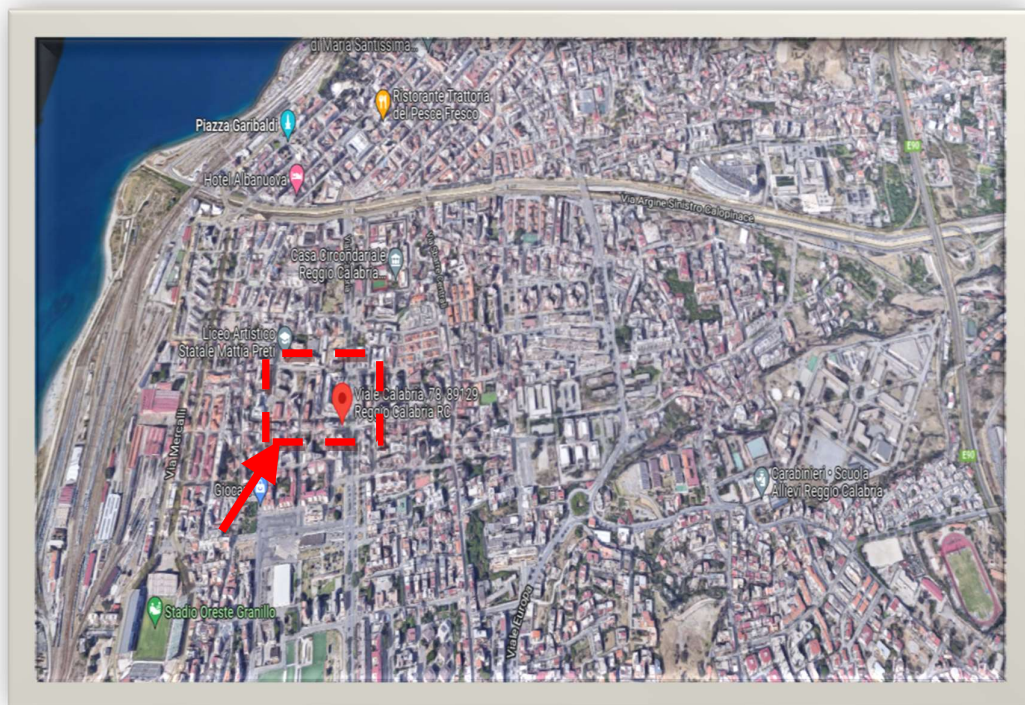 di Maria Santissima...
Ristorante Trattoria
del Pesce Fresco
Piazza Garibaldi
E90
Hotel Albanuova
Via Argine Sinistro Calopinace
Casa Circondariale
Reggio Calabria...
Liceo Artistico
Statale Mattia Preti
Viale Calabria, 78, 89129
Reggio Calabria RC
Via Mercalli
E90
Carabinieri - Scuola
Allievi Reggio Calabria
Stadio Oreste Granillo
Viale Europa